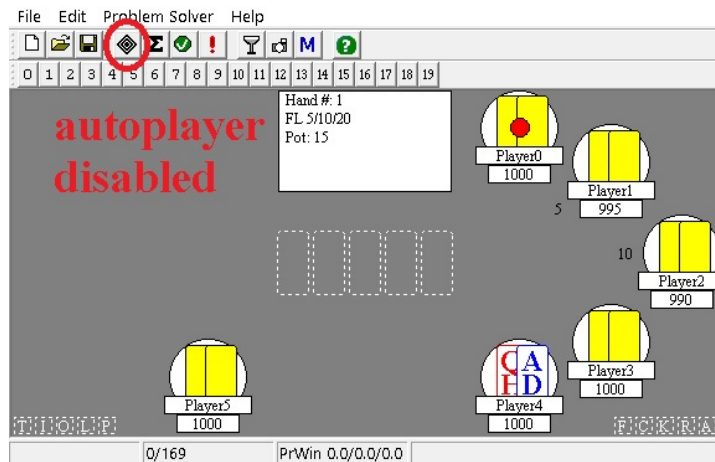 File Edit Problem Solver Help
Σ ! M ?
0 1 2 3 4 5 6 7 8 9 10 11 12 13 14 15 16 17 18 19
autoplayer
disabled
Hand #: 1
FL 5/10/20
Pot: 15
Player0
1000
Player1
5 995
10
Player2
990
Player3
1000
Q A
H D
Player4
1000
Player5
1000
T I O L P
F C K R A
0/169 PrWin 0.0/0.0/0.0